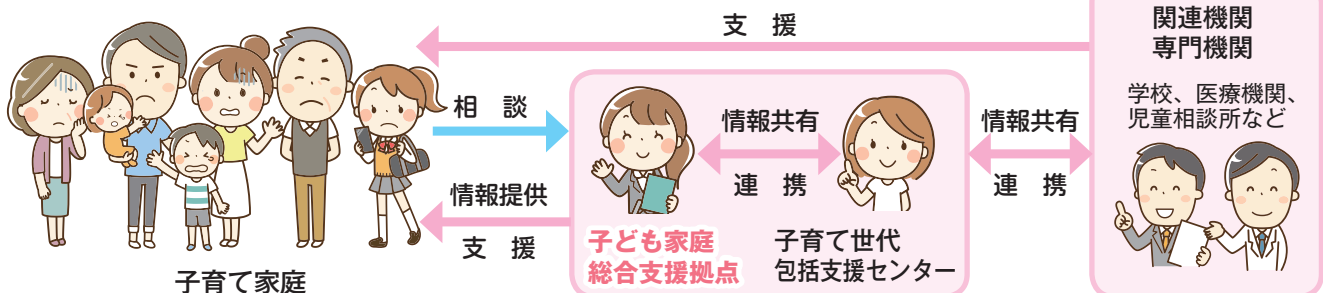 支　援
関連機関
専門機関
学校、医療機関、
児童相談所など
相　談
情報共有
連　携
情報共有
連　携
情報提供
支　援
子ども家庭
総合支援拠点
子育て世代
包括支援センター
子育て家庭